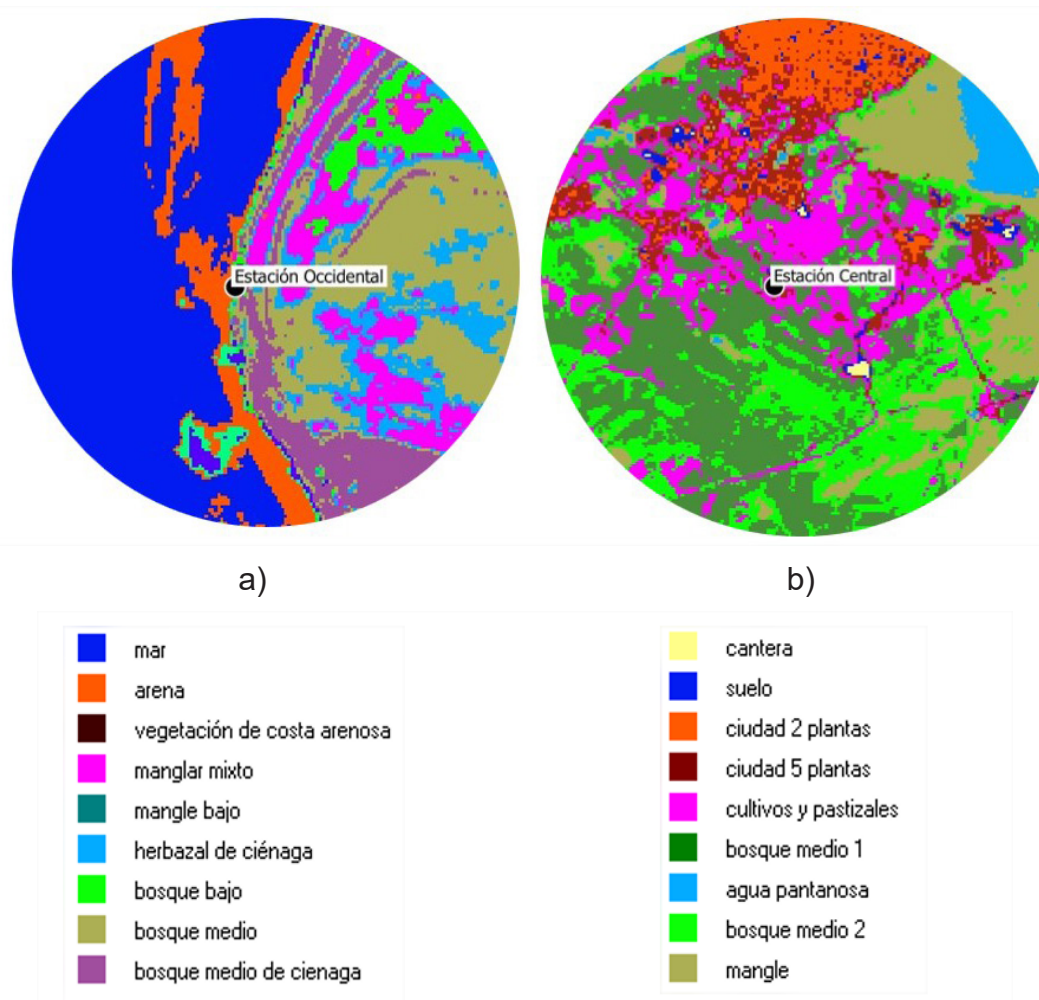 Estación Occidental
Estación Central
a)
b)
mar
arena
vegetación de costa arenosa
manglar mixto
mangle bajo
herbazal de ciénaga
bosque bajo
bosque medio
bosque medio de cienaga
cantera
suelo
ciudad 2 plantas
ciudad 5 plantas
cultivos y pastizales
bosque medio 1
agua pantanosa
bosque medio 2
mangle